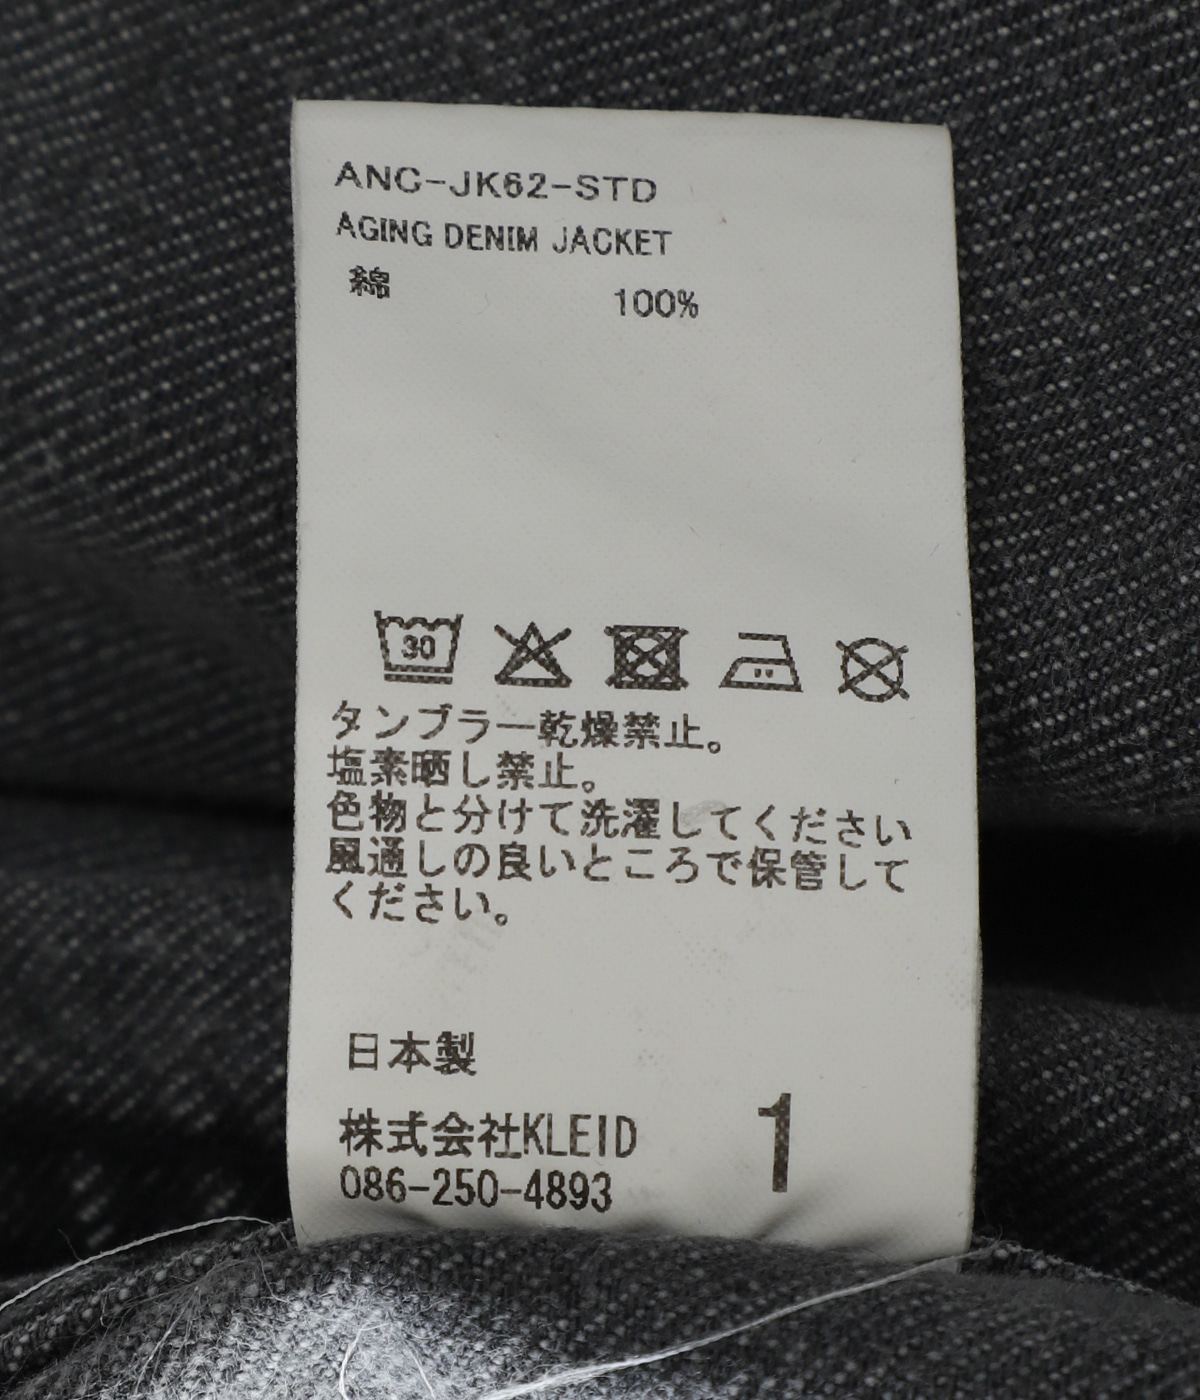 ANC-JK62-STD
AGING DENIM JACKET
綿 100%
30
タンブラー乾燥禁止。
塩素晒し禁止。
色物と分けて洗濯してください
風通しの良いところで保管して
ください。
日本製
株式会社KLEID
086-250-4893
1